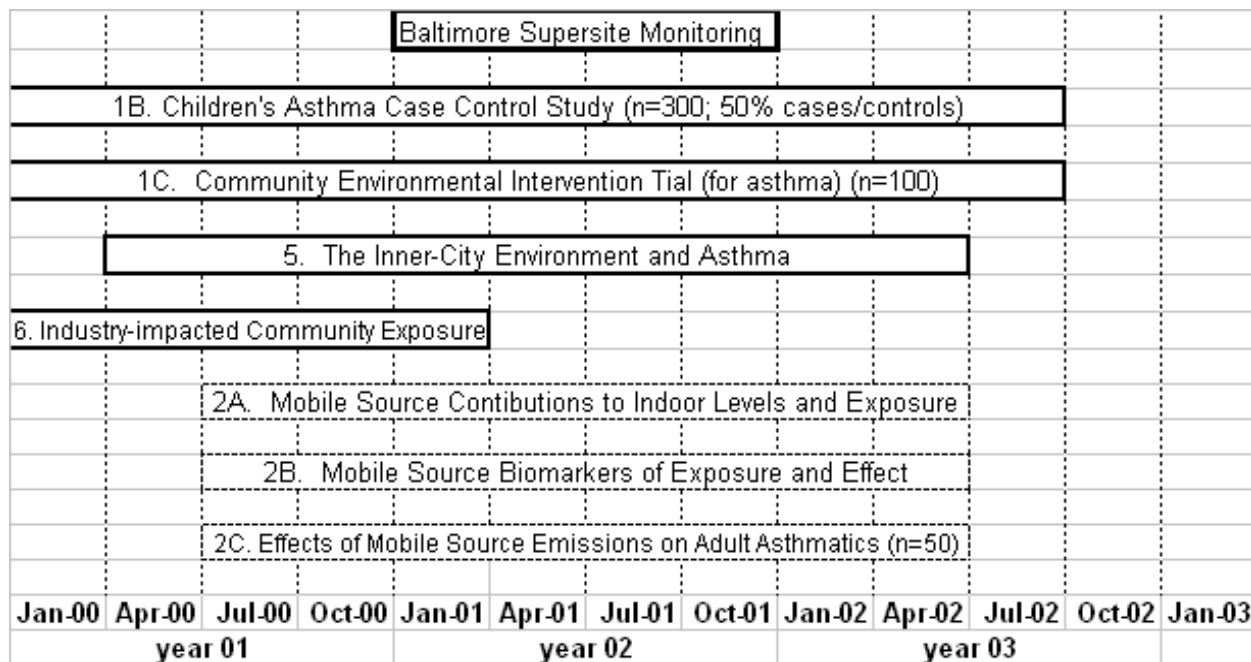 Baltimore Supersite Monitoring
1B. Children's Asthma Case Control Study (n=300; 50% cases/controls)
1C. Community Environmental Intervention Tial (for asthma) (n=100)
5. The Inner-City Environment and Asthma
6. Industry-impacted Community Exposure
2A. Mobile Source Contibutions to Indoor Levels and Exposure
2B. Mobile Source Biomarkers of Exposure and Effect
2C. Effects of Mobile Source Emissions on Adult Asthmatics (n=50)
Jan-00 Apr-00 Jul-00 Oct-00 Jan-01 Apr-01 Jul-01 Oct-01 Jan-02 Apr-02 Jul-02 Oct-02 Jan-03
year 01 year 02 year 03